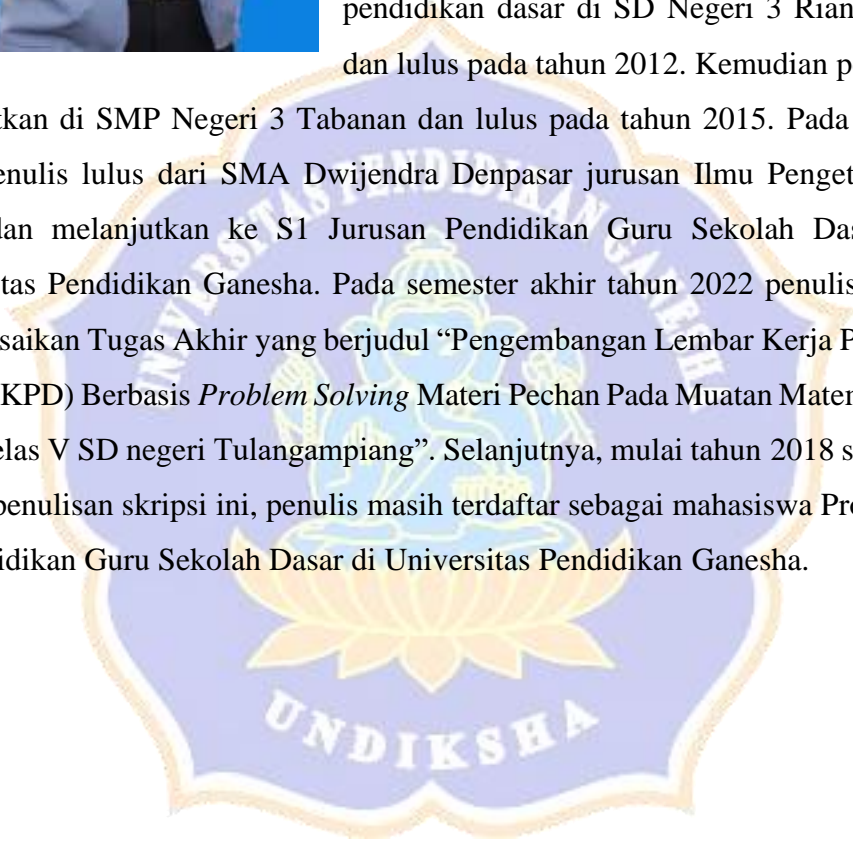 pendidikan dasar di SD Negeri 3 Rian
dan lulus pada tahun 2012. Kemudian p
tkan di SMP Negeri 3 Tabanan dan lulus pada tahun 2015. Pada
enulis lulus dari SMA Dwijendra Denpasar jurusan Ilmu Penget
dan melanjutkan ke S1 Jurusan Pendidikan Guru Sekolah Das
tas Pendidikan Ganesha. Pada semester akhir tahun 2022 penulis
saikan Tugas Akhir yang berjudul “Pengembangan Lembar Kerja P
KPD) Berbasis Problem Solving Materi Pechan Pada Muatan Mater
elas V SD negeri Tulangampiang”. Selanjutnya, mulai tahun 2018 s
penulisan skripsi ini, penulis masih terdaftar sebagai mahasiswa Pro
idikan Guru Sekolah Dasar di Universitas Pendidikan Ganesha.
UNIVERSITAS PENDIDIKAN GANESHA
UNDIKSHA